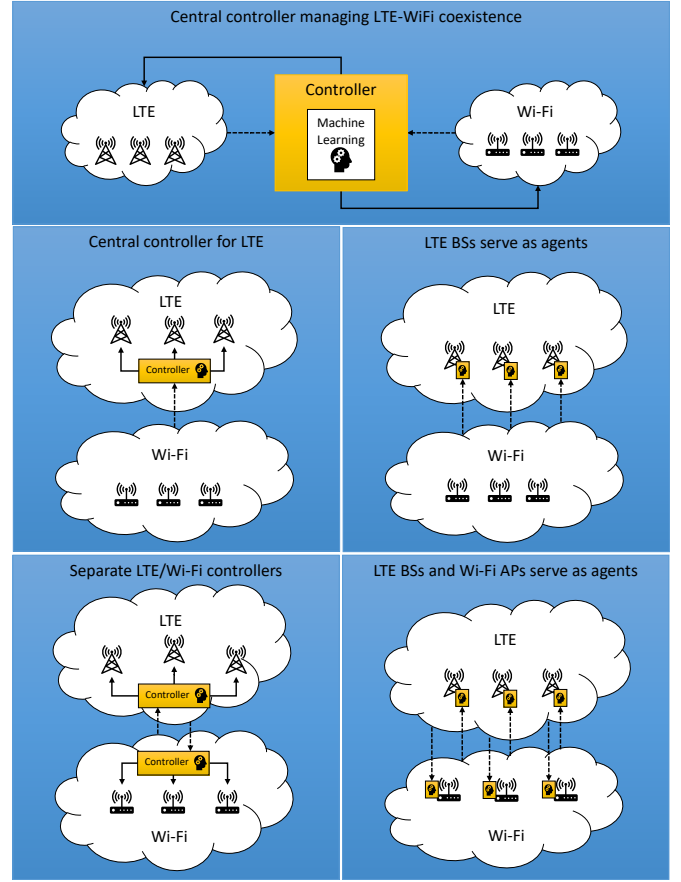 Central controller managing LTE-WiFi coexistence
LTE
Controller
Machine
Learning
Wi-Fi
Central controller for LTE
LTE
Controller
Wi-Fi
LTE BSs serve as agents
LTE
Wi-Fi
Separate LTE/Wi-Fi controllers
LTE
Controller
Controller
Wi-Fi
LTE BSs and Wi-Fi APs serve as agents
LTE
Wi-Fi